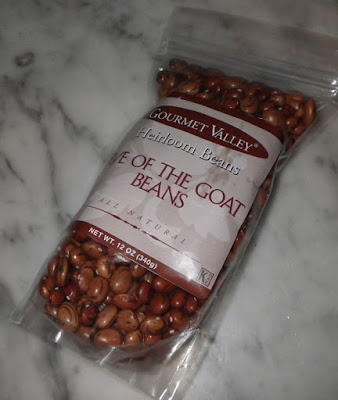 GOURMET VALLEY®
Heirloom Beans
E OF THE GOAT
BEANS
ALL NATURAL
NET WT. 12 OZ (340g)
K